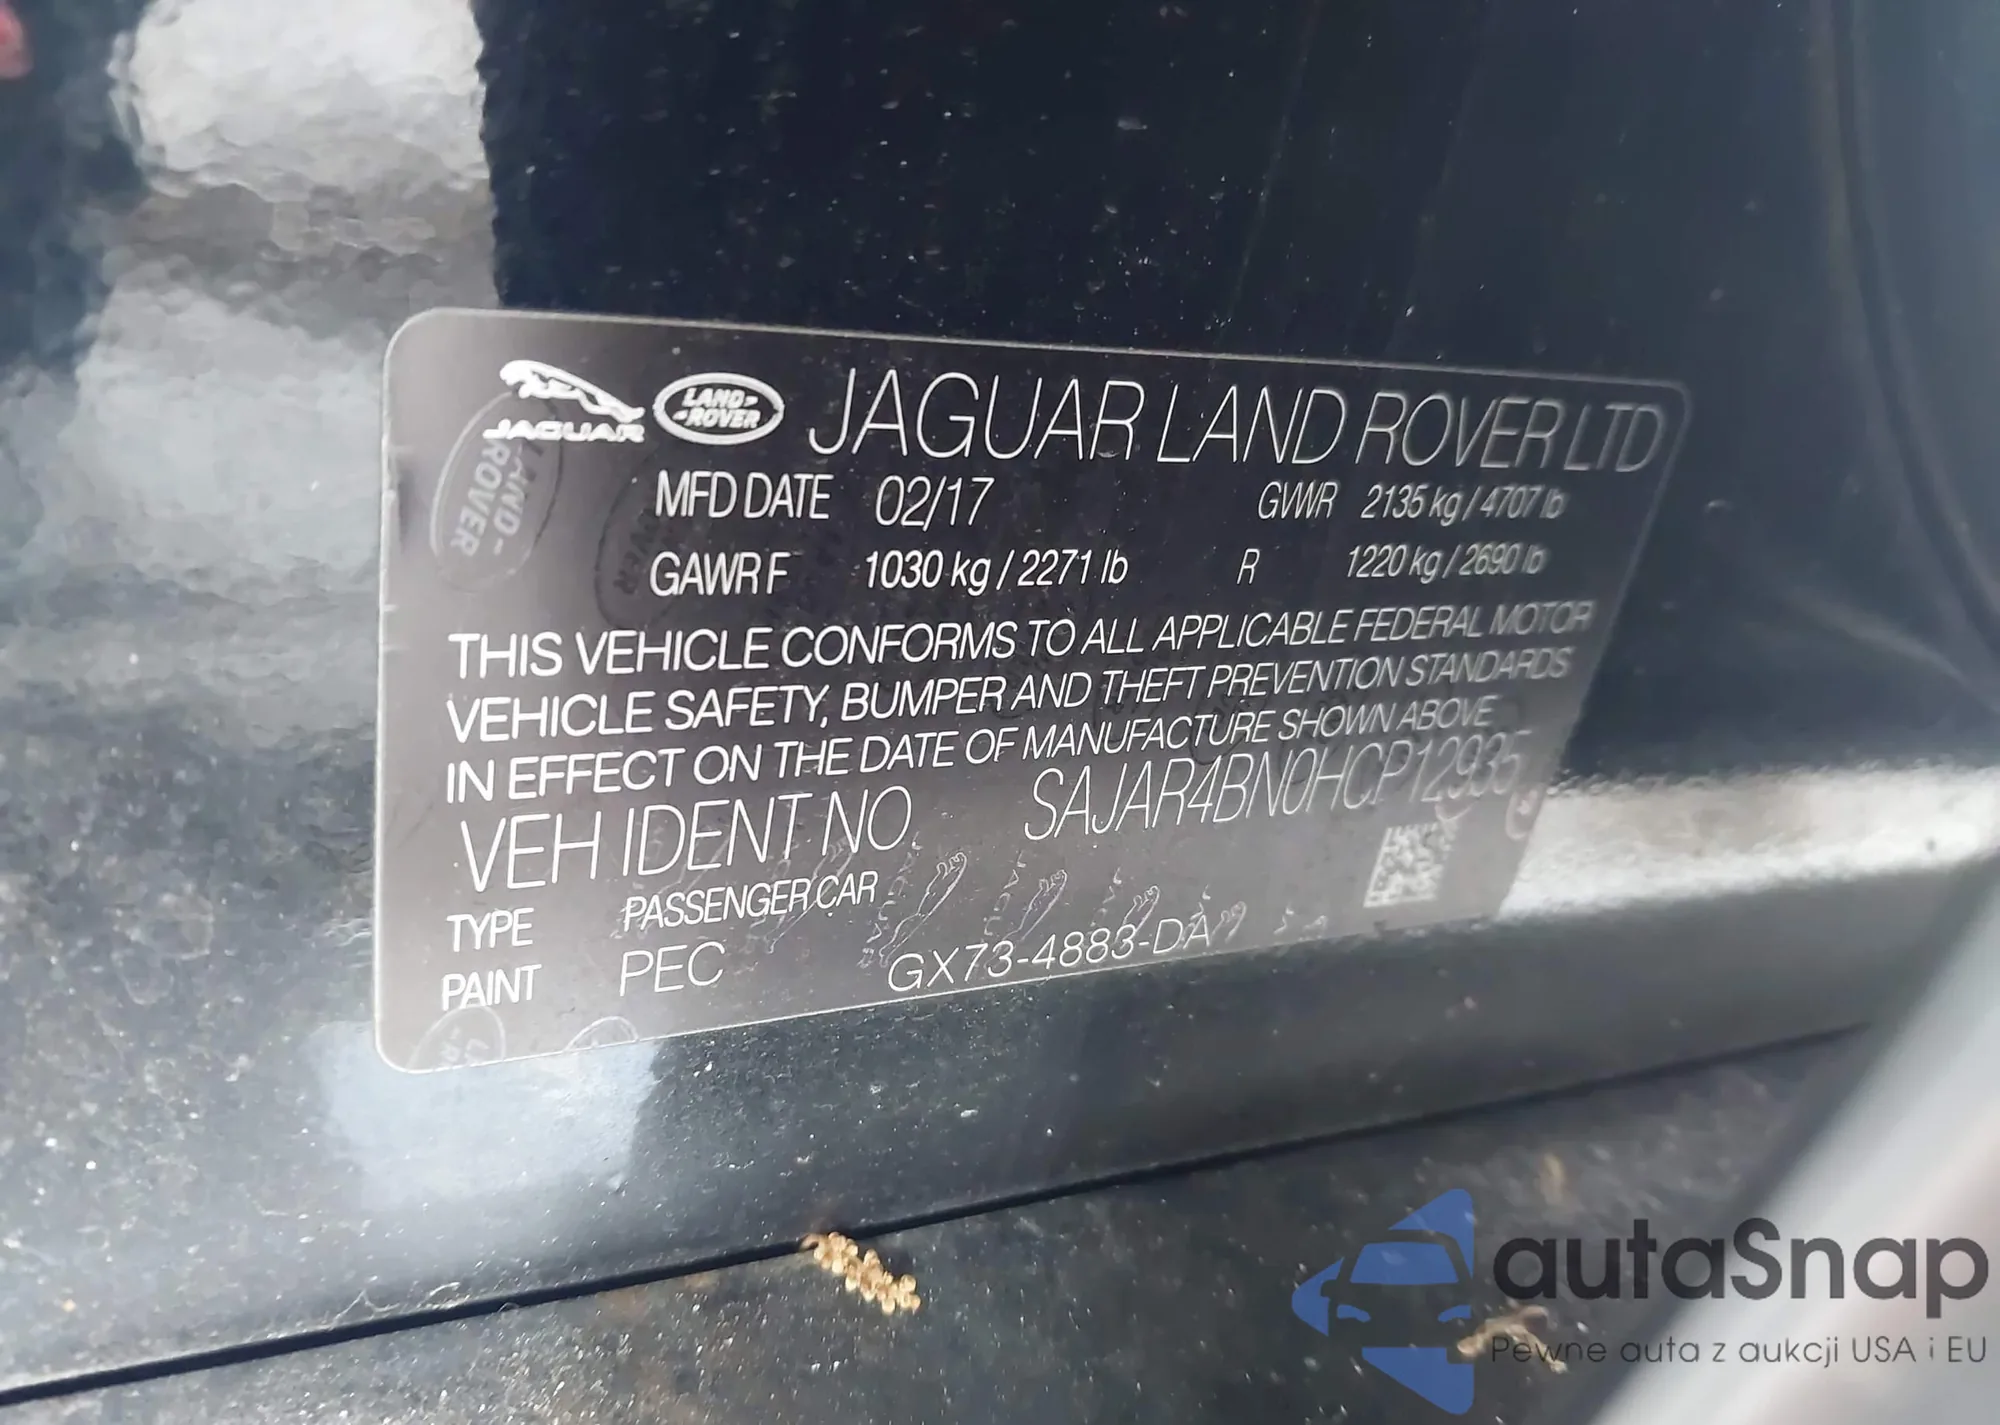 JAGUAR LAND-ROVER JAGUAR LAND ROVER LTD
MFD DATE 02/17 GVWR 2135 kg / 4707 lb
GAWR F 1030 kg / 2271 lb R 1220 kg / 2690 lb
THIS VEHICLE CONFORMS TO ALL APPLICABLE FEDERAL MOTOR
VEHICLE SAFETY, BUMPER AND THEFT PREVENTION STANDARDS
IN EFFECT ON THE DATE OF MANUFACTURE SHOWN ABOVE
VEH IDENT NO SAJAR4BN0HCP12935
TYPE PASSENGER CAR
PAINT PEC GX73-4883-DA
LAND-ROVER
autaSnap
Pewne auta z aukcji USA i EU